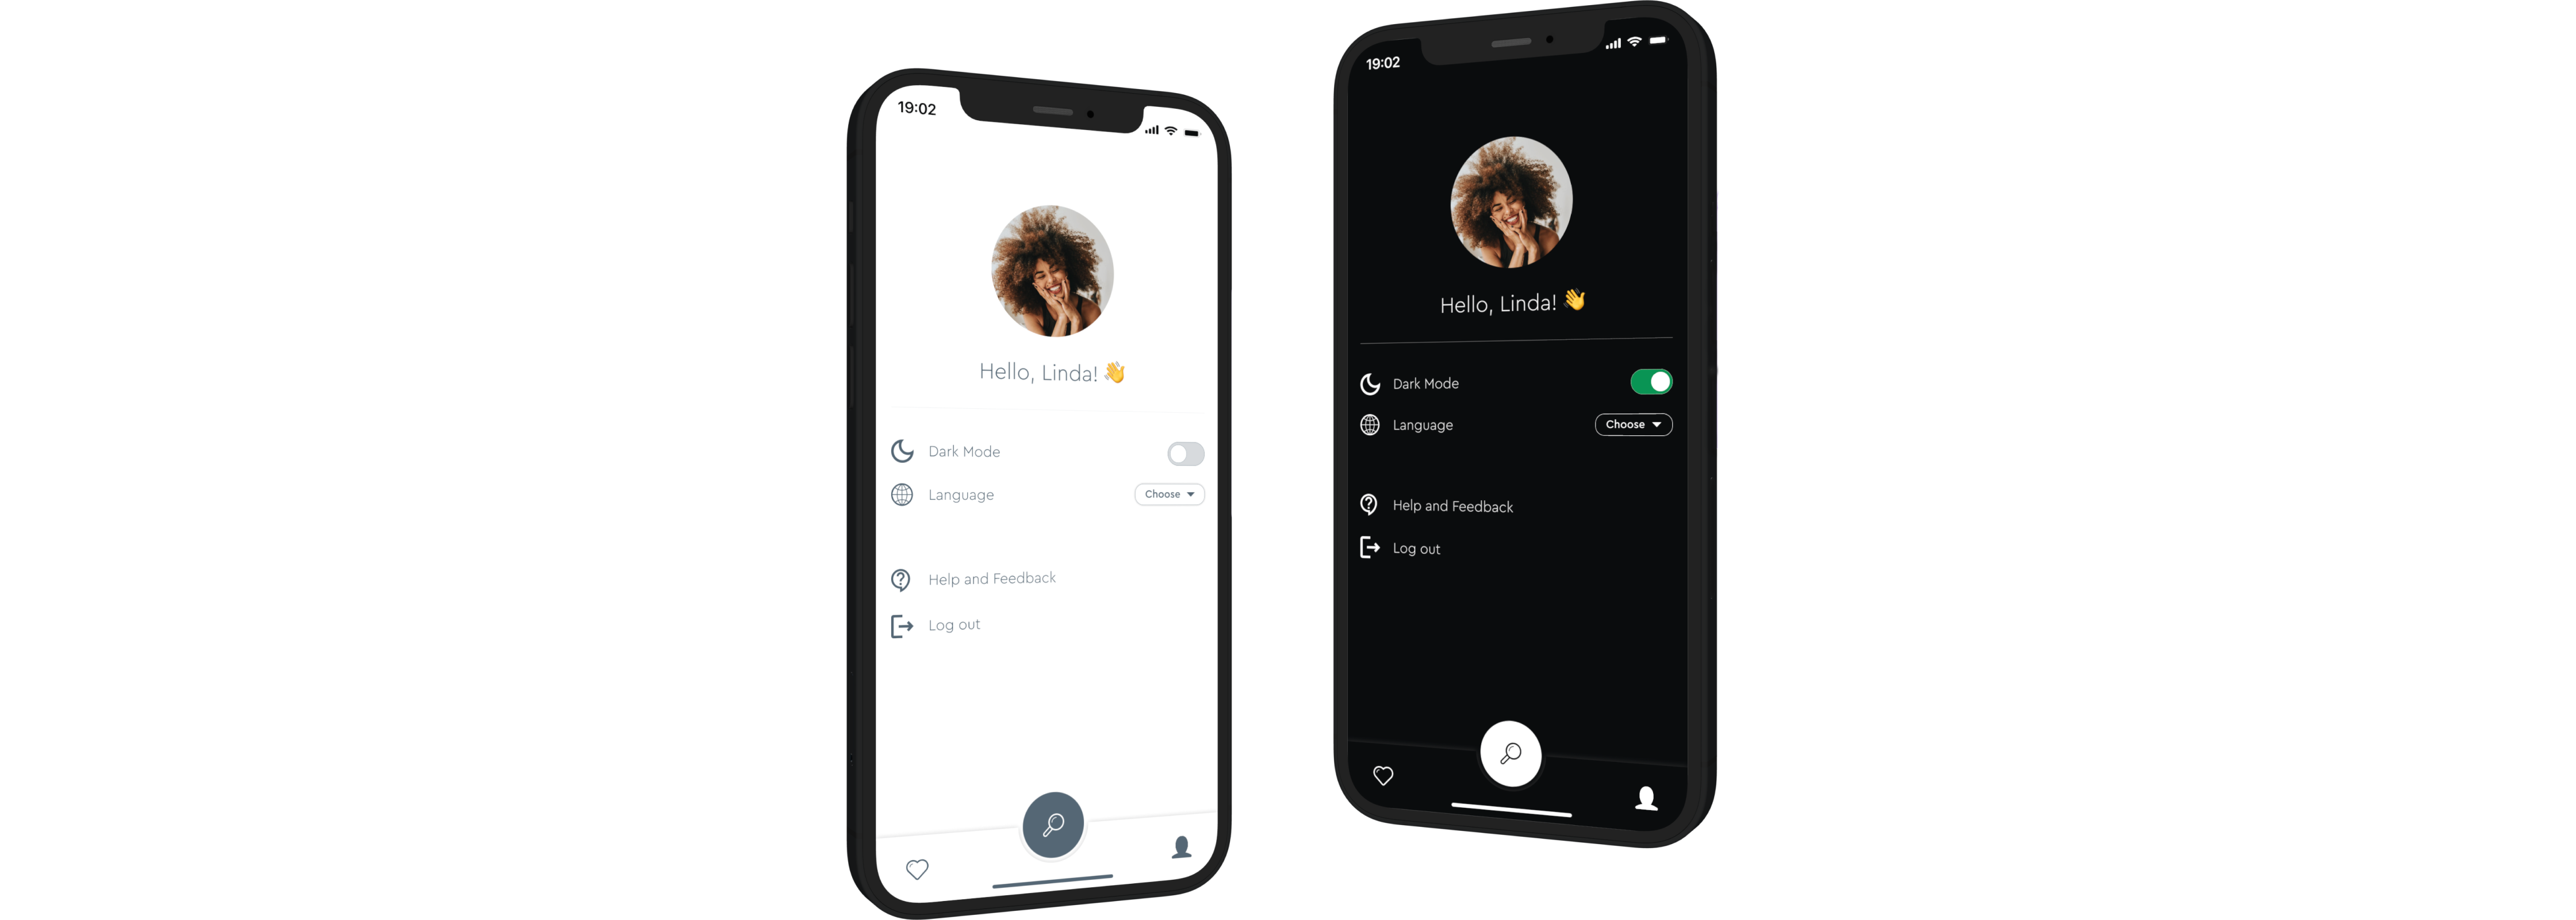 19:02
Hello, Linda! 👋
Dark Mode
Language
Choose
Help and Feedback
Log out
19:02
Hello, Linda! 👋
Dark Mode
Language
Choose
Help and Feedback
Log out